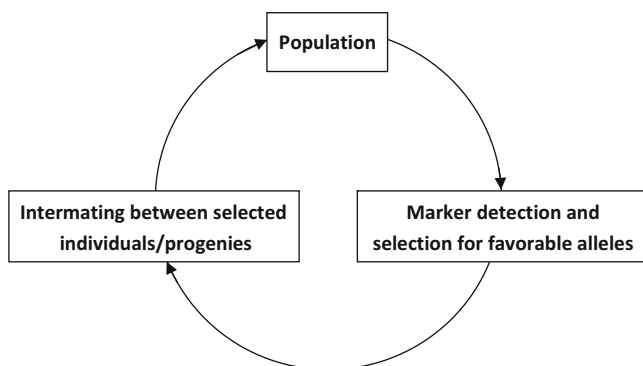 Population
Marker detection and
selection for favorable alleles
Intermating between selected
individuals/progenies